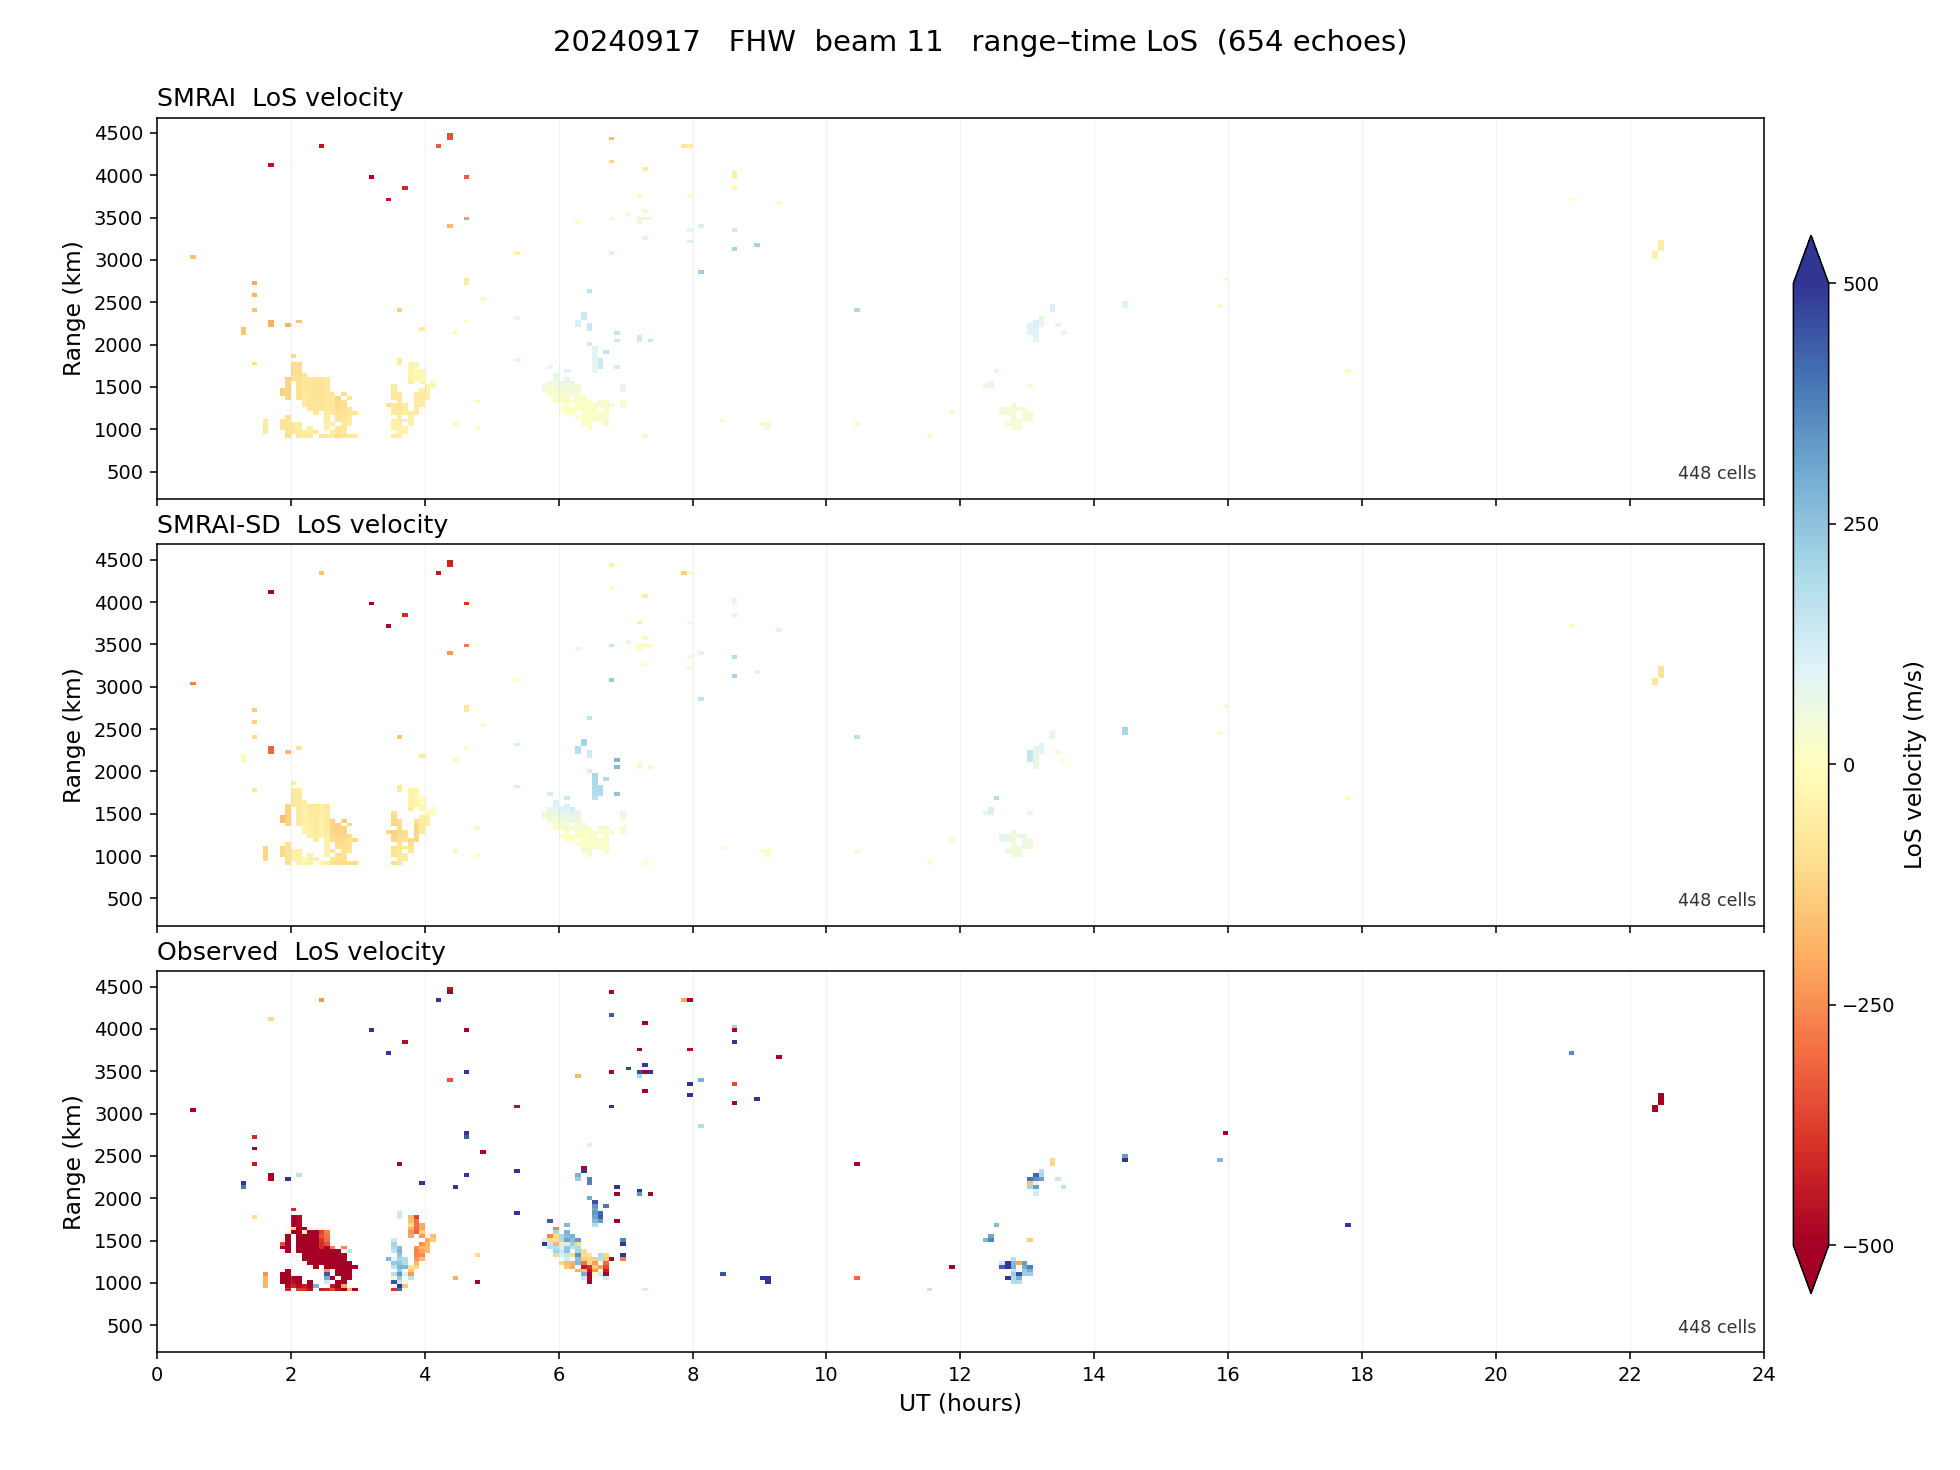 20240917 FHW beam 11 range–time LoS (654 echoes)
SMRAI LoS velocity
4500
4000
3500
3000
2500
2000
1500
1000
500
Range (km)
448 cells
SMRAI-SD LoS velocity
4500
4000
3500
3000
2500
2000
1500
1000
500
Range (km)
448 cells
Observed LoS velocity
4500
4000
3500
3000
2500
2000
1500
1000
500
Range (km)
448 cells
0 2 4 6 8 10 12 14 16 18 20 22 24
UT (hours)
500
250
0
−250
−500
LoS velocity (m/s)